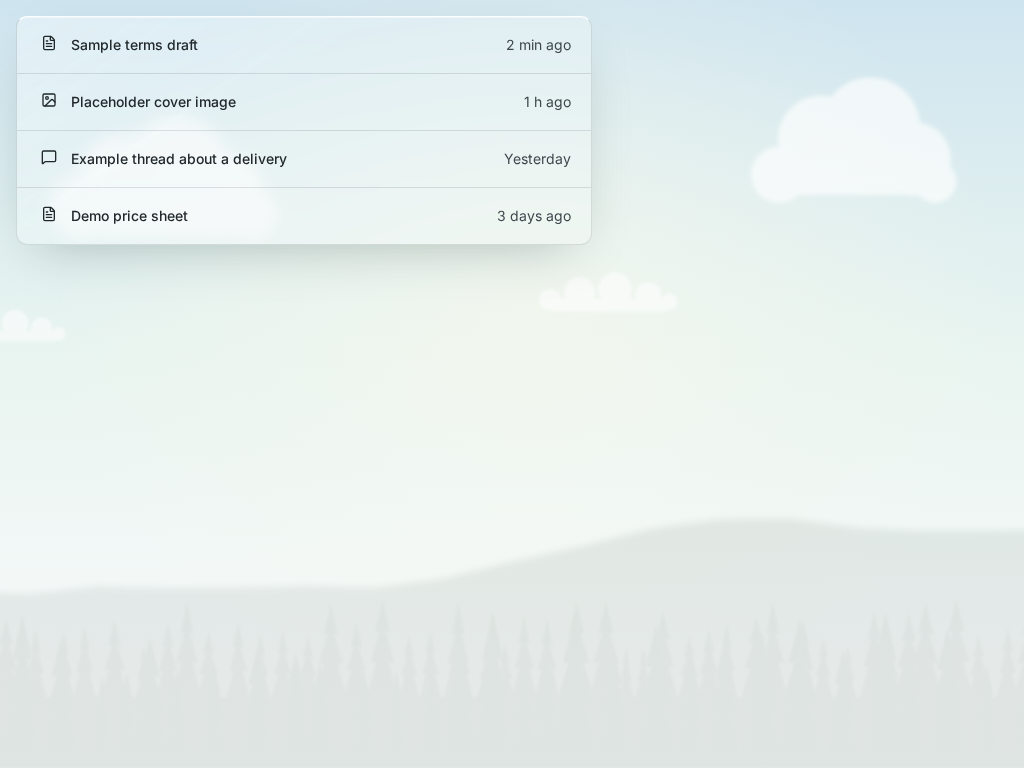 Sample terms draft 2 min ago
Placeholder cover image 1 h ago
Example thread about a delivery Yesterday
Demo price sheet 3 days ago